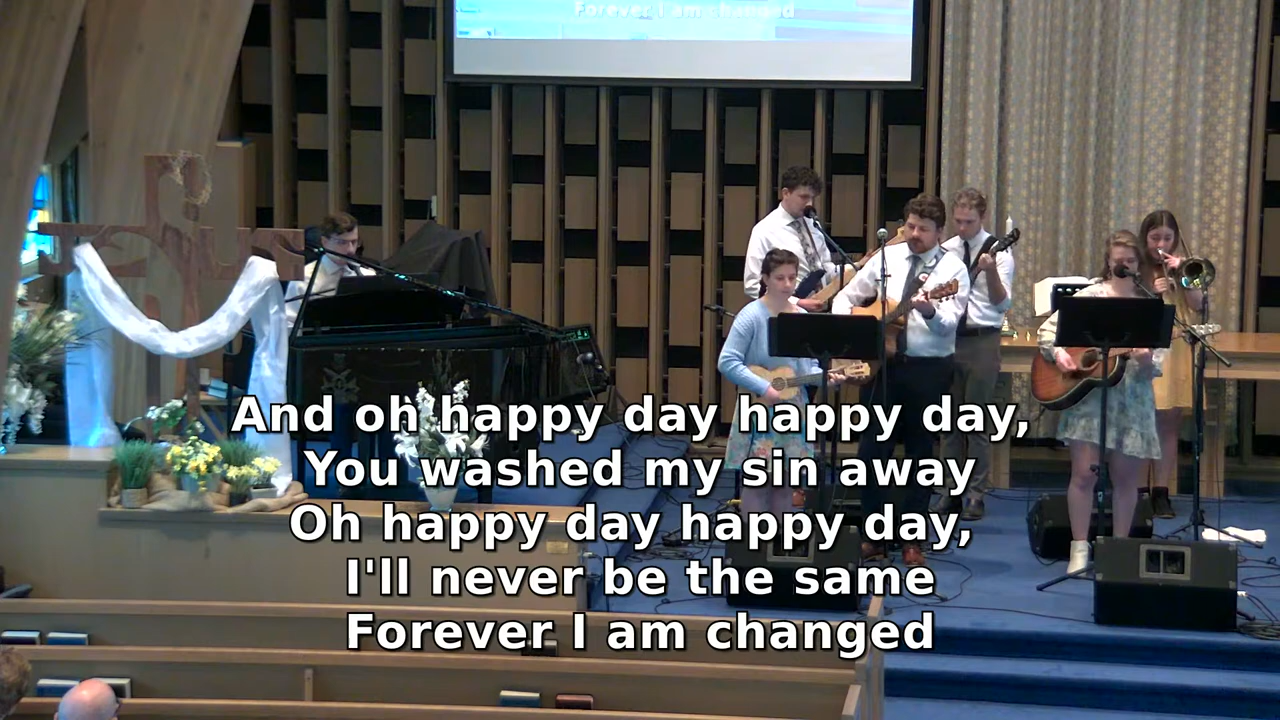 Forever I am changed
And oh happy day happy day,
You washed my sin away
Oh happy day happy day,
I'll never be the same
Forever I am changed